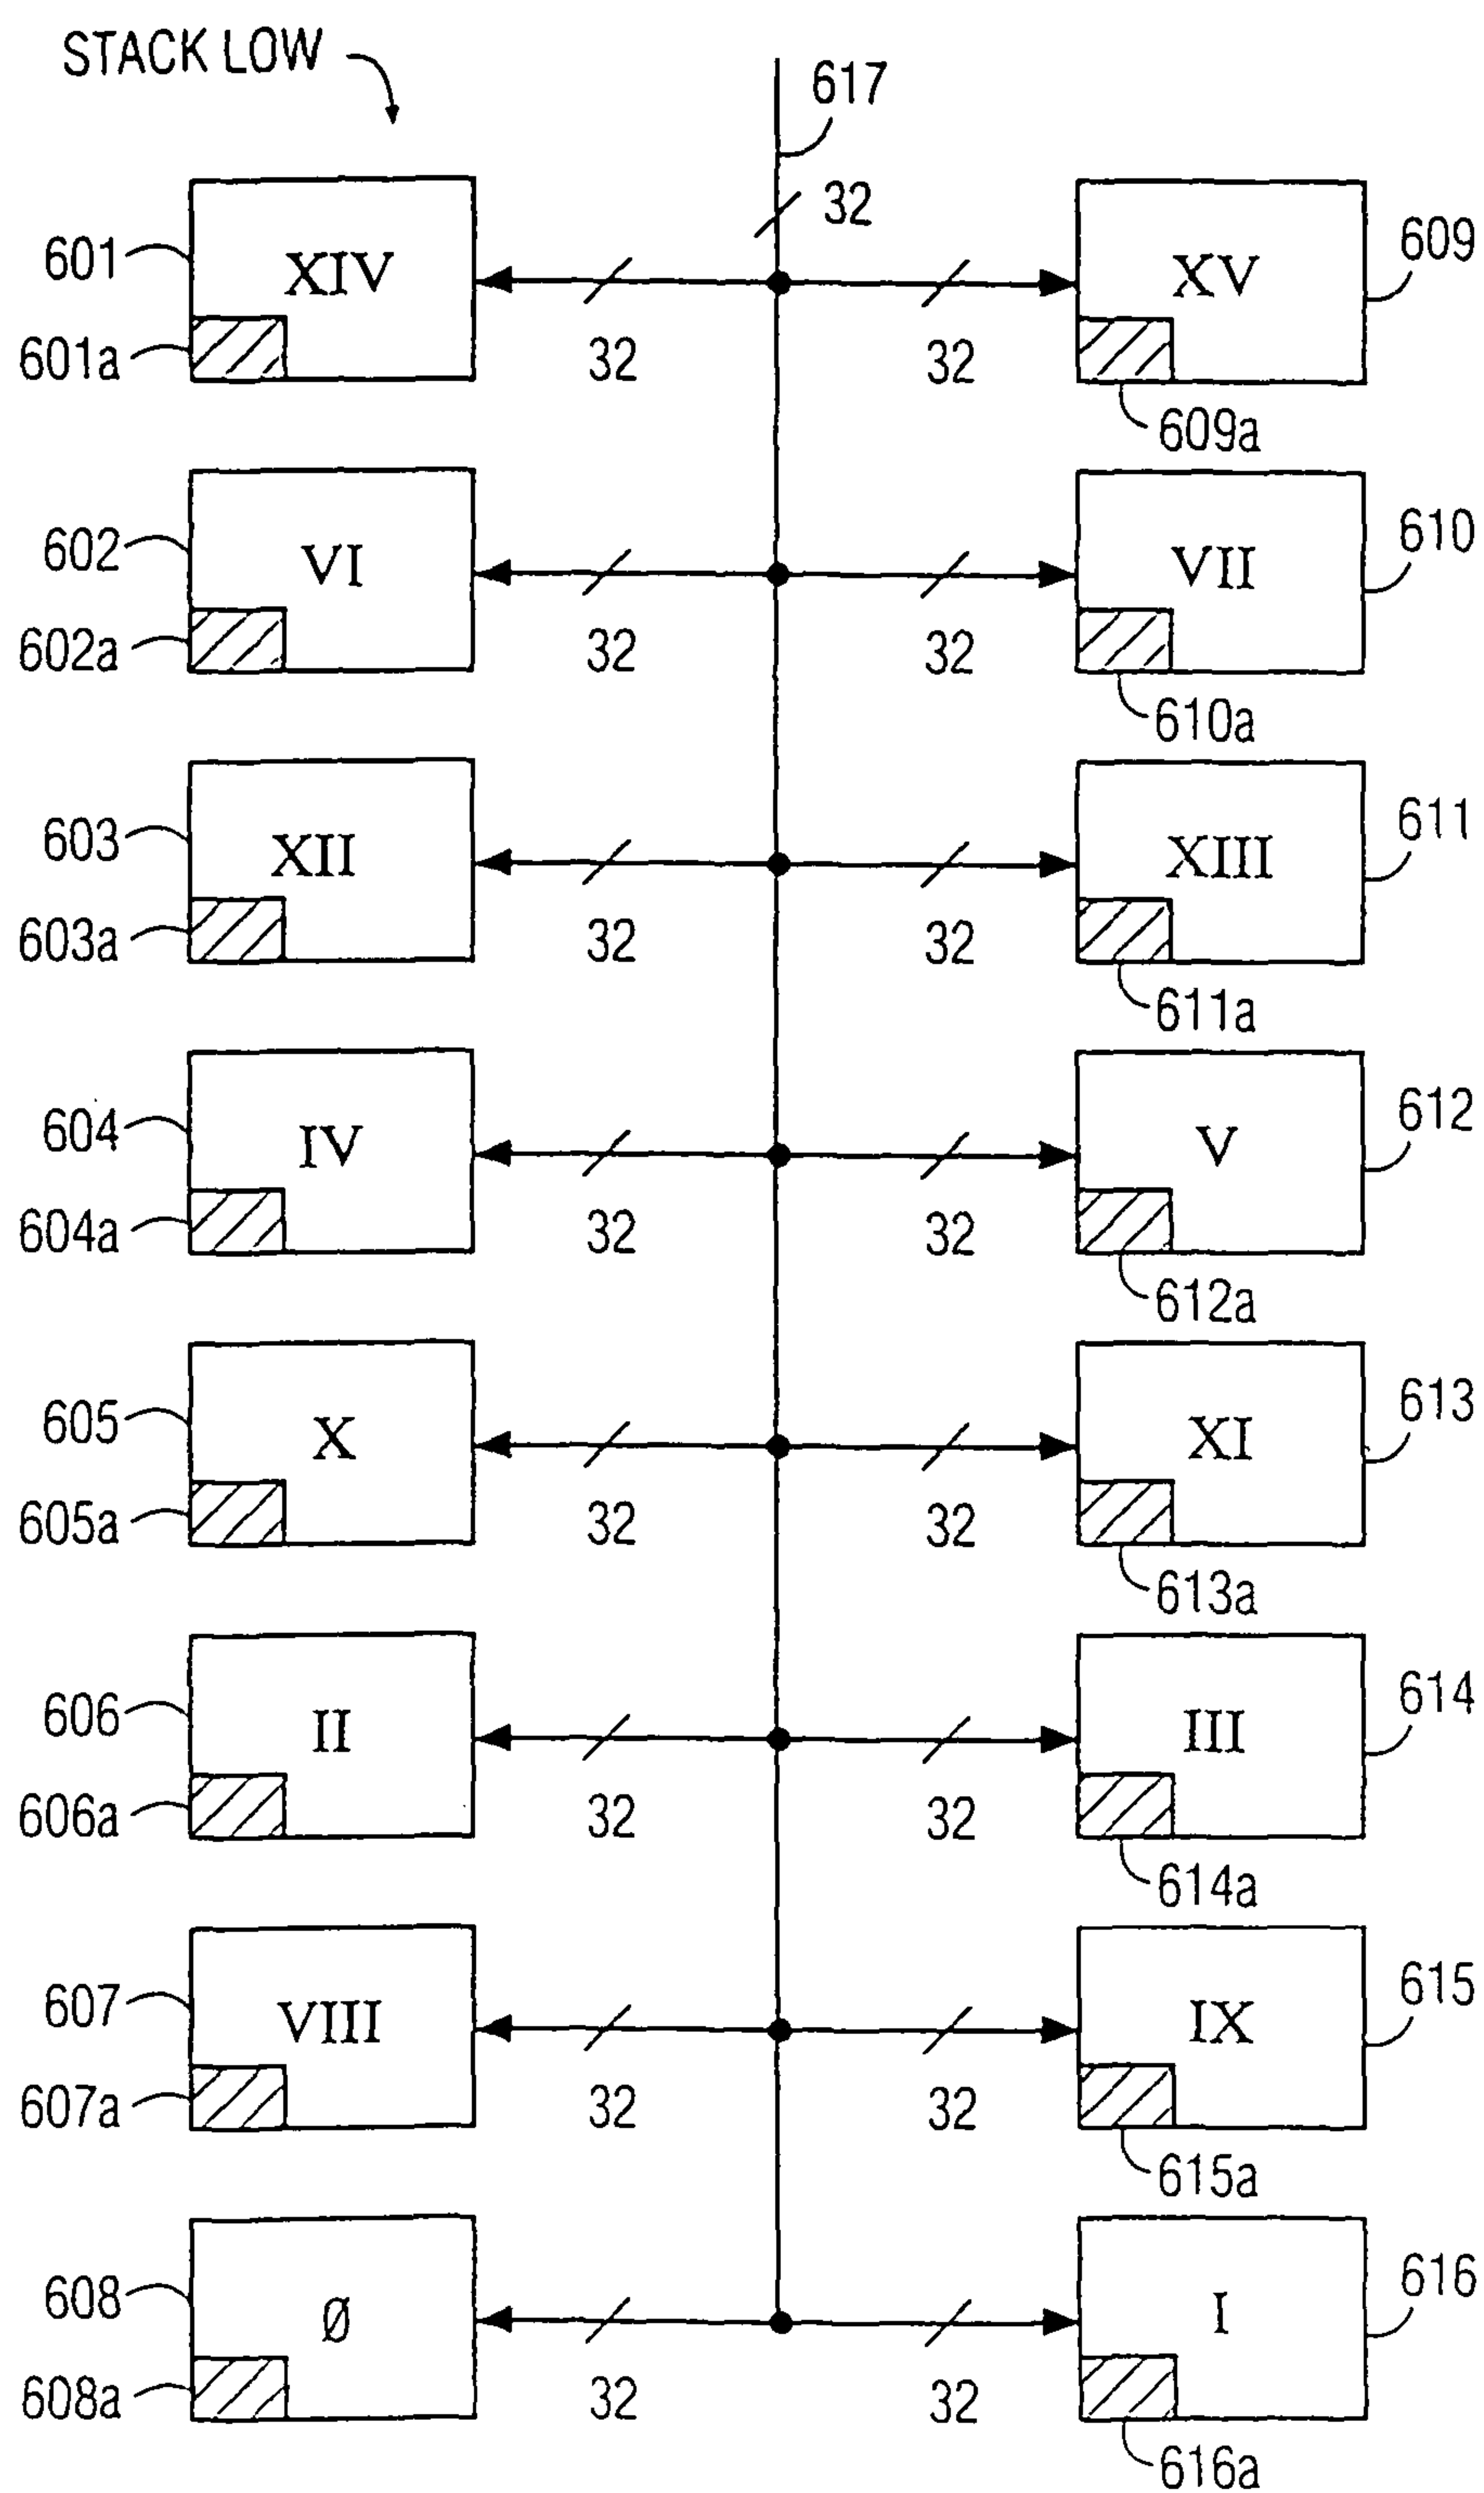 STACK LOW
617
32
601 XIV XV 609
601a 32 32
609a
602 VI VII 610
602a 32 32
610a
603 XII XIII 611
603a 32 32
611a
604 IV V 612
604a 32 32
612a
605 X XI 613
605a 32 32
613a
606 II III 614
606a 32 32
614a
607 VIII IX 615
607a 32 32
615a
608 Ø I 616
608a 32 32
616a